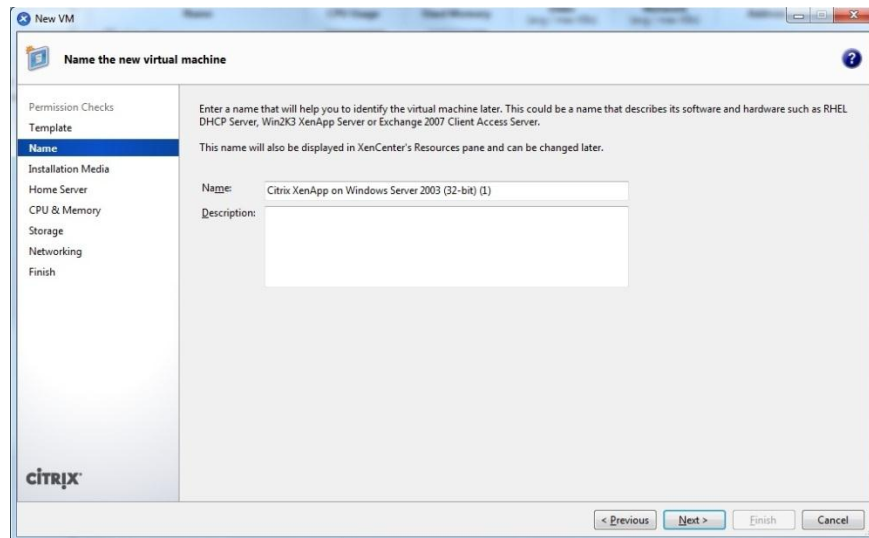 New VM
Name the new virtual machine
Permission Checks
Template
Name
Installation Media
Home Server
CPU & Memory
Storage
Networking
Finish
CİTRIX
Enter a name that will help you to identify the virtual machine later. This could be a name that describes its software and hardware such as RHEL
DHCP Server, Win2K3 XenApp Server or Exchange 2007 Client Access Server.
This name will also be displayed in XenCenter's Resources pane and can be changed later.
Name: Citrix XenApp on Windows Server 2003 (32-bit) (1)
Description:
< Previous Next > Finish Cancel